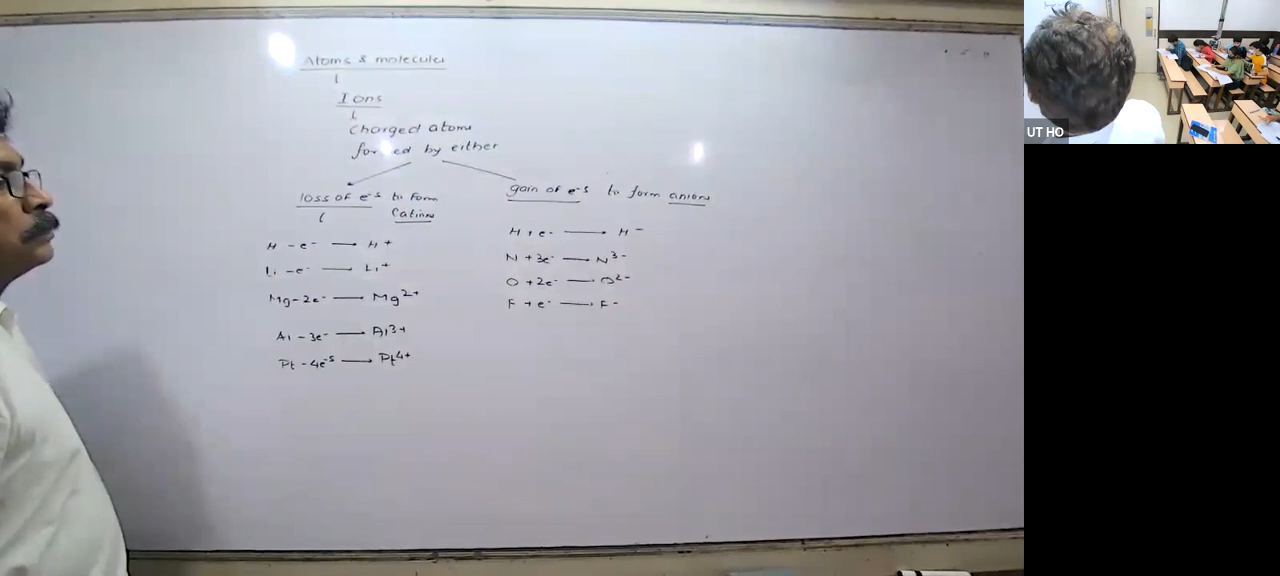 Atoms & molecules
Ions
Charged atoms
formed by either
loss of e-s to form
Cations
H - e- → H+
Li - e- → Li+
Mg - 2e- → Mg2+
Al - 3e- → Al3+
Pt - 4e-s → Pt4+
gain of e-s to form anions
H + e- → H-
N + 3e- → N3-
O + 2e- → O2-
F + e- → F-
UT HO